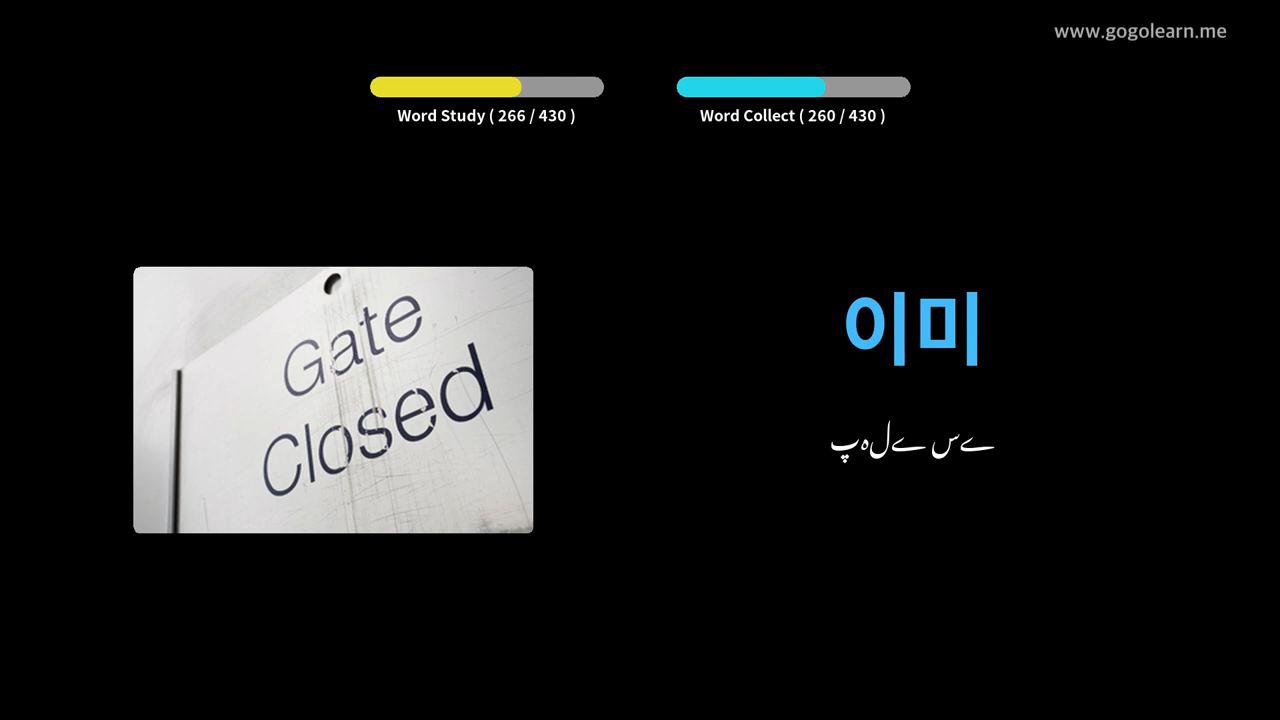 www.gogolearn.me
Word Study ( 266 / 430 )
Word Collect ( 260 / 430 )
Gate
Closed
이미
پہلے سے